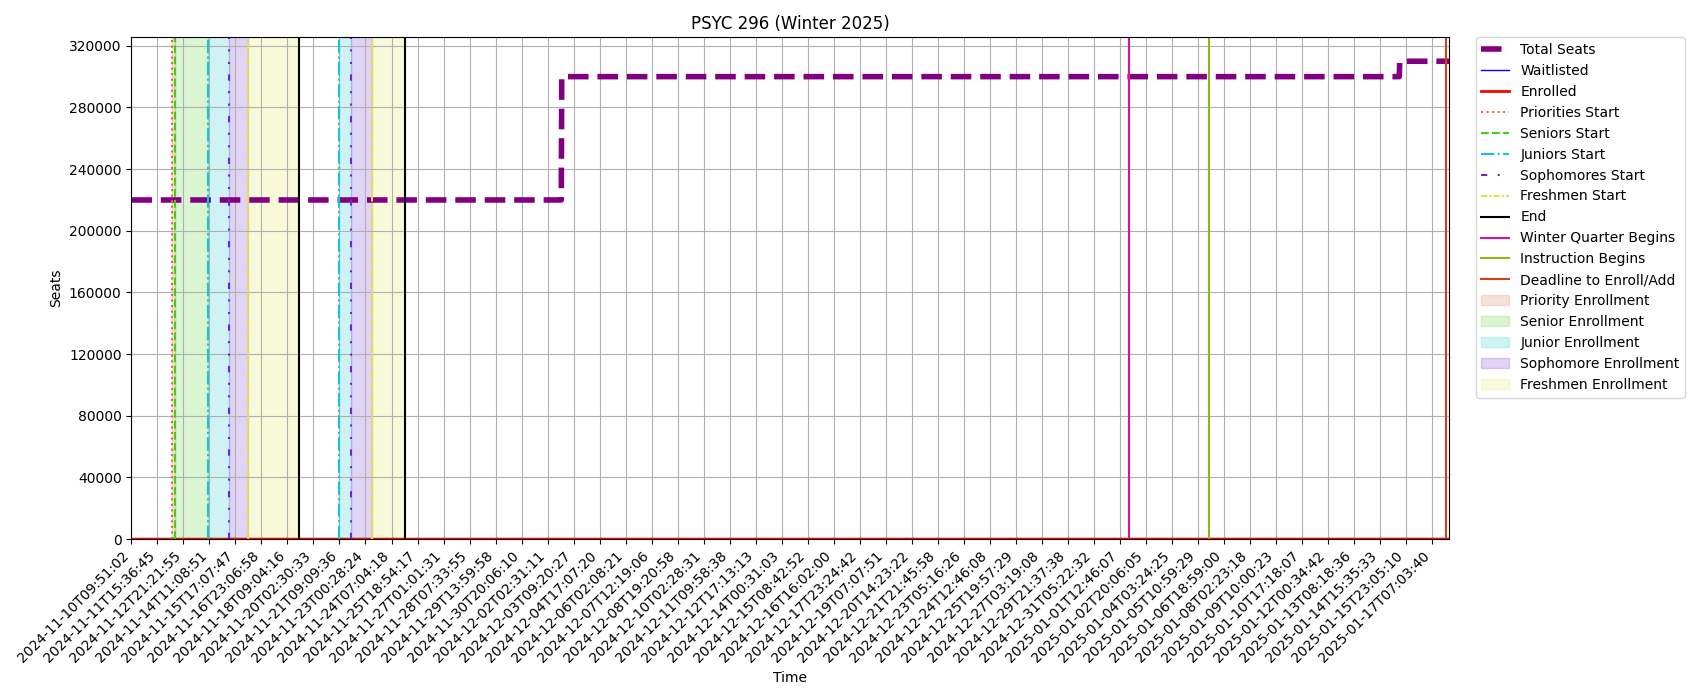 PSYC 296 (Winter 2025)
Seats
320000
280000
240000
200000
160000
120000
80000
40000
0
2024-11-10T09:51:02
2024-11-11T15:36:45
2024-11-12T21:21:55
2024-11-14T11:08:51
2024-11-15T17:07:47
2024-11-16T23:06:58
2024-11-18T09:04:16
2024-11-20T02:30:33
2024-11-21T09:09:36
2024-11-23T00:28:24
2024-11-24T07:04:18
2024-11-25T18:54:17
2024-11-27T01:01:31
2024-11-28T07:33:55
2024-11-29T13:59:58
2024-11-30T20:06:10
2024-12-02T02:31:11
2024-12-03T09:20:27
2024-12-04T17:07:20
2024-12-06T02:08:21
2024-12-07T12:19:06
2024-12-08T19:20:58
2024-12-10T02:28:31
2024-12-11T09:58:38
2024-12-12T17:13:13
2024-12-14T00:31:03
2024-12-15T08:42:52
2024-12-16T16:02:00
2024-12-17T23:24:42
2024-12-19T07:07:51
2024-12-20T14:23:22
2024-12-21T21:45:58
2024-12-23T05:16:26
2024-12-24T12:46:08
2024-12-25T19:57:29
2024-12-27T03:19:08
2024-12-29T21:37:38
2024-12-31T05:22:32
2025-01-01T12:46:07
2025-01-02T20:06:05
2025-01-04T03:24:25
2025-01-05T10:59:29
2025-01-06T18:59:00
2025-01-08T02:23:18
2025-01-09T10:00:23
2025-01-10T17:18:07
2025-01-12T00:34:42
2025-01-13T08:18:36
2025-01-14T15:35:33
2025-01-15T23:05:10
2025-01-17T07:03:40
Time
Total Seats
Waitlisted
Enrolled
Priorities Start
Seniors Start
Juniors Start
Sophomores Start
Freshmen Start
End
Winter Quarter Begins
Instruction Begins
Deadline to Enroll/Add
Priority Enrollment
Senior Enrollment
Junior Enrollment
Sophomore Enrollment
Freshmen Enrollment